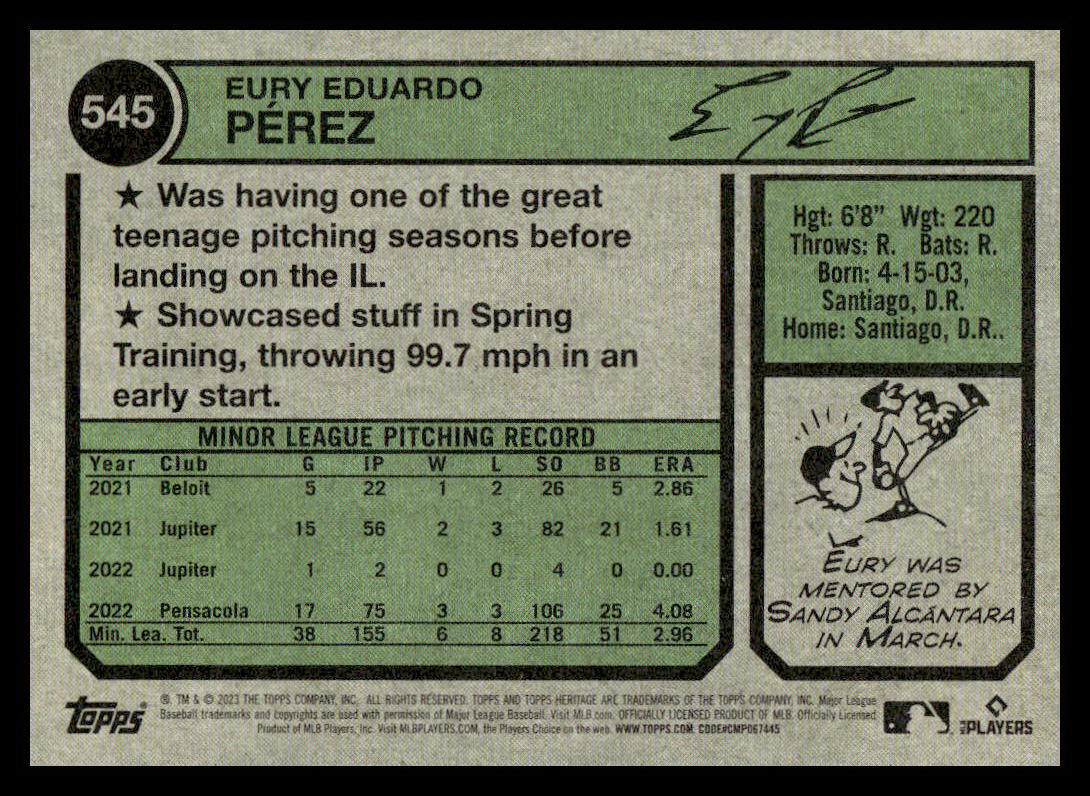 545
EURY EDUARDO
PÉREZ
★ Was having one of the great
teenage pitching seasons before
landing on the IL.
★ Showcased stuff in Spring
Training, throwing 99.7 mph in an
early start.
Hgt: 6'8" Wgt: 220
Throws: R. Bats: R.
Born: 4-15-03,
Santiago, D.R.
Home: Santiago, D.R..
MINOR LEAGUE PITCHING RECORD
Year Club G IP W L SO BB ERA
2021 Beloit 5 22 1 2 26 5 2.86
2021 Jupiter 15 56 2 3 82 21 1.61
2022 Jupiter 1 2 0 0 4 0 0.00
2022 Pensacola 17 75 3 3 106 25 4.08
Min. Lea. Tot. 38 155 6 8 218 51 2.96
EURY WAS
MENTORED BY
SANDY ALCÁNTARA
IN MARCH.
topps
®, TM & © 2023 THE TOPPS COMPANY, INC. ALL RIGHTS RESERVED. TOPPS AND TOPPS HERITAGE ARE TRADEMARKS OF THE TOPPS COMPANY, INC. Major League
Baseball trademarks and copyrights are used with permission of Major League Baseball. Visit MLB.com. OFFICIALLY LICENSED PRODUCT OF MLB. Officially Licensed
Product of MLB Players, Inc. Visit MLBPLAYERS.COM, the Players Choice on the web. WWW.TOPPS.COM. CODE#CMP067445
MLB PLAYERS